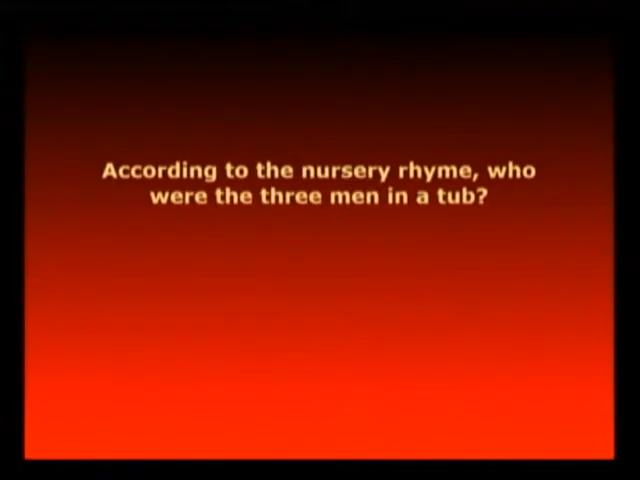 According to the nursery rhyme, who
were the three men in a tub?